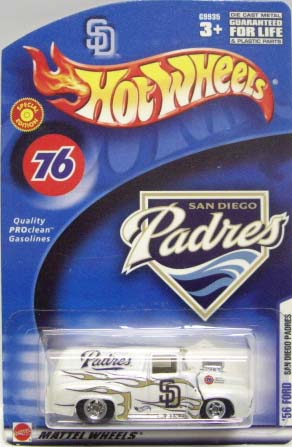 SD
G9935
3+
DIE CAST METAL
GUARANTEED
FOR LIFE
& PLASTIC PARTS
Hot Wheels
SPECIAL EDITION
76
Quality
PROclean
Gasolines
SAN DIEGO
Padres
'56 FORD SAN DIEGO PADRES
Padres
SD
MATTEL WHEELS